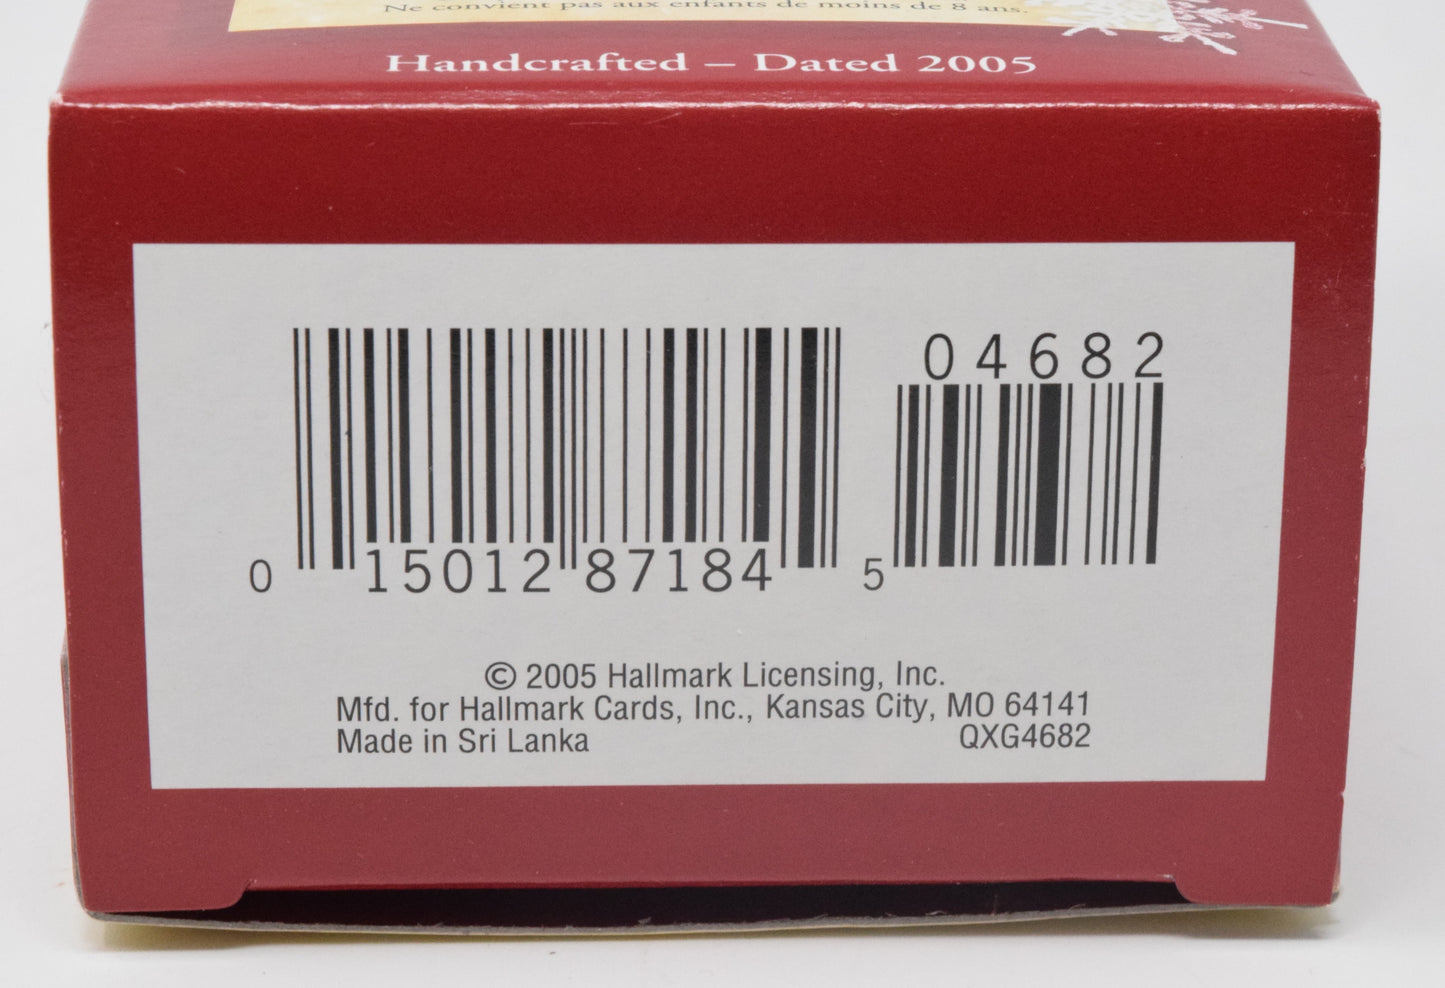 Ne convient pas aux enfants de moins de 8 ans.
Handcrafted – Dated 2005
04682
0 15012 87184 5
© 2005 Hallmark Licensing, Inc.
Mfd. for Hallmark Cards, Inc., Kansas City, MO 64141
Made in Sri Lanka QXG4682